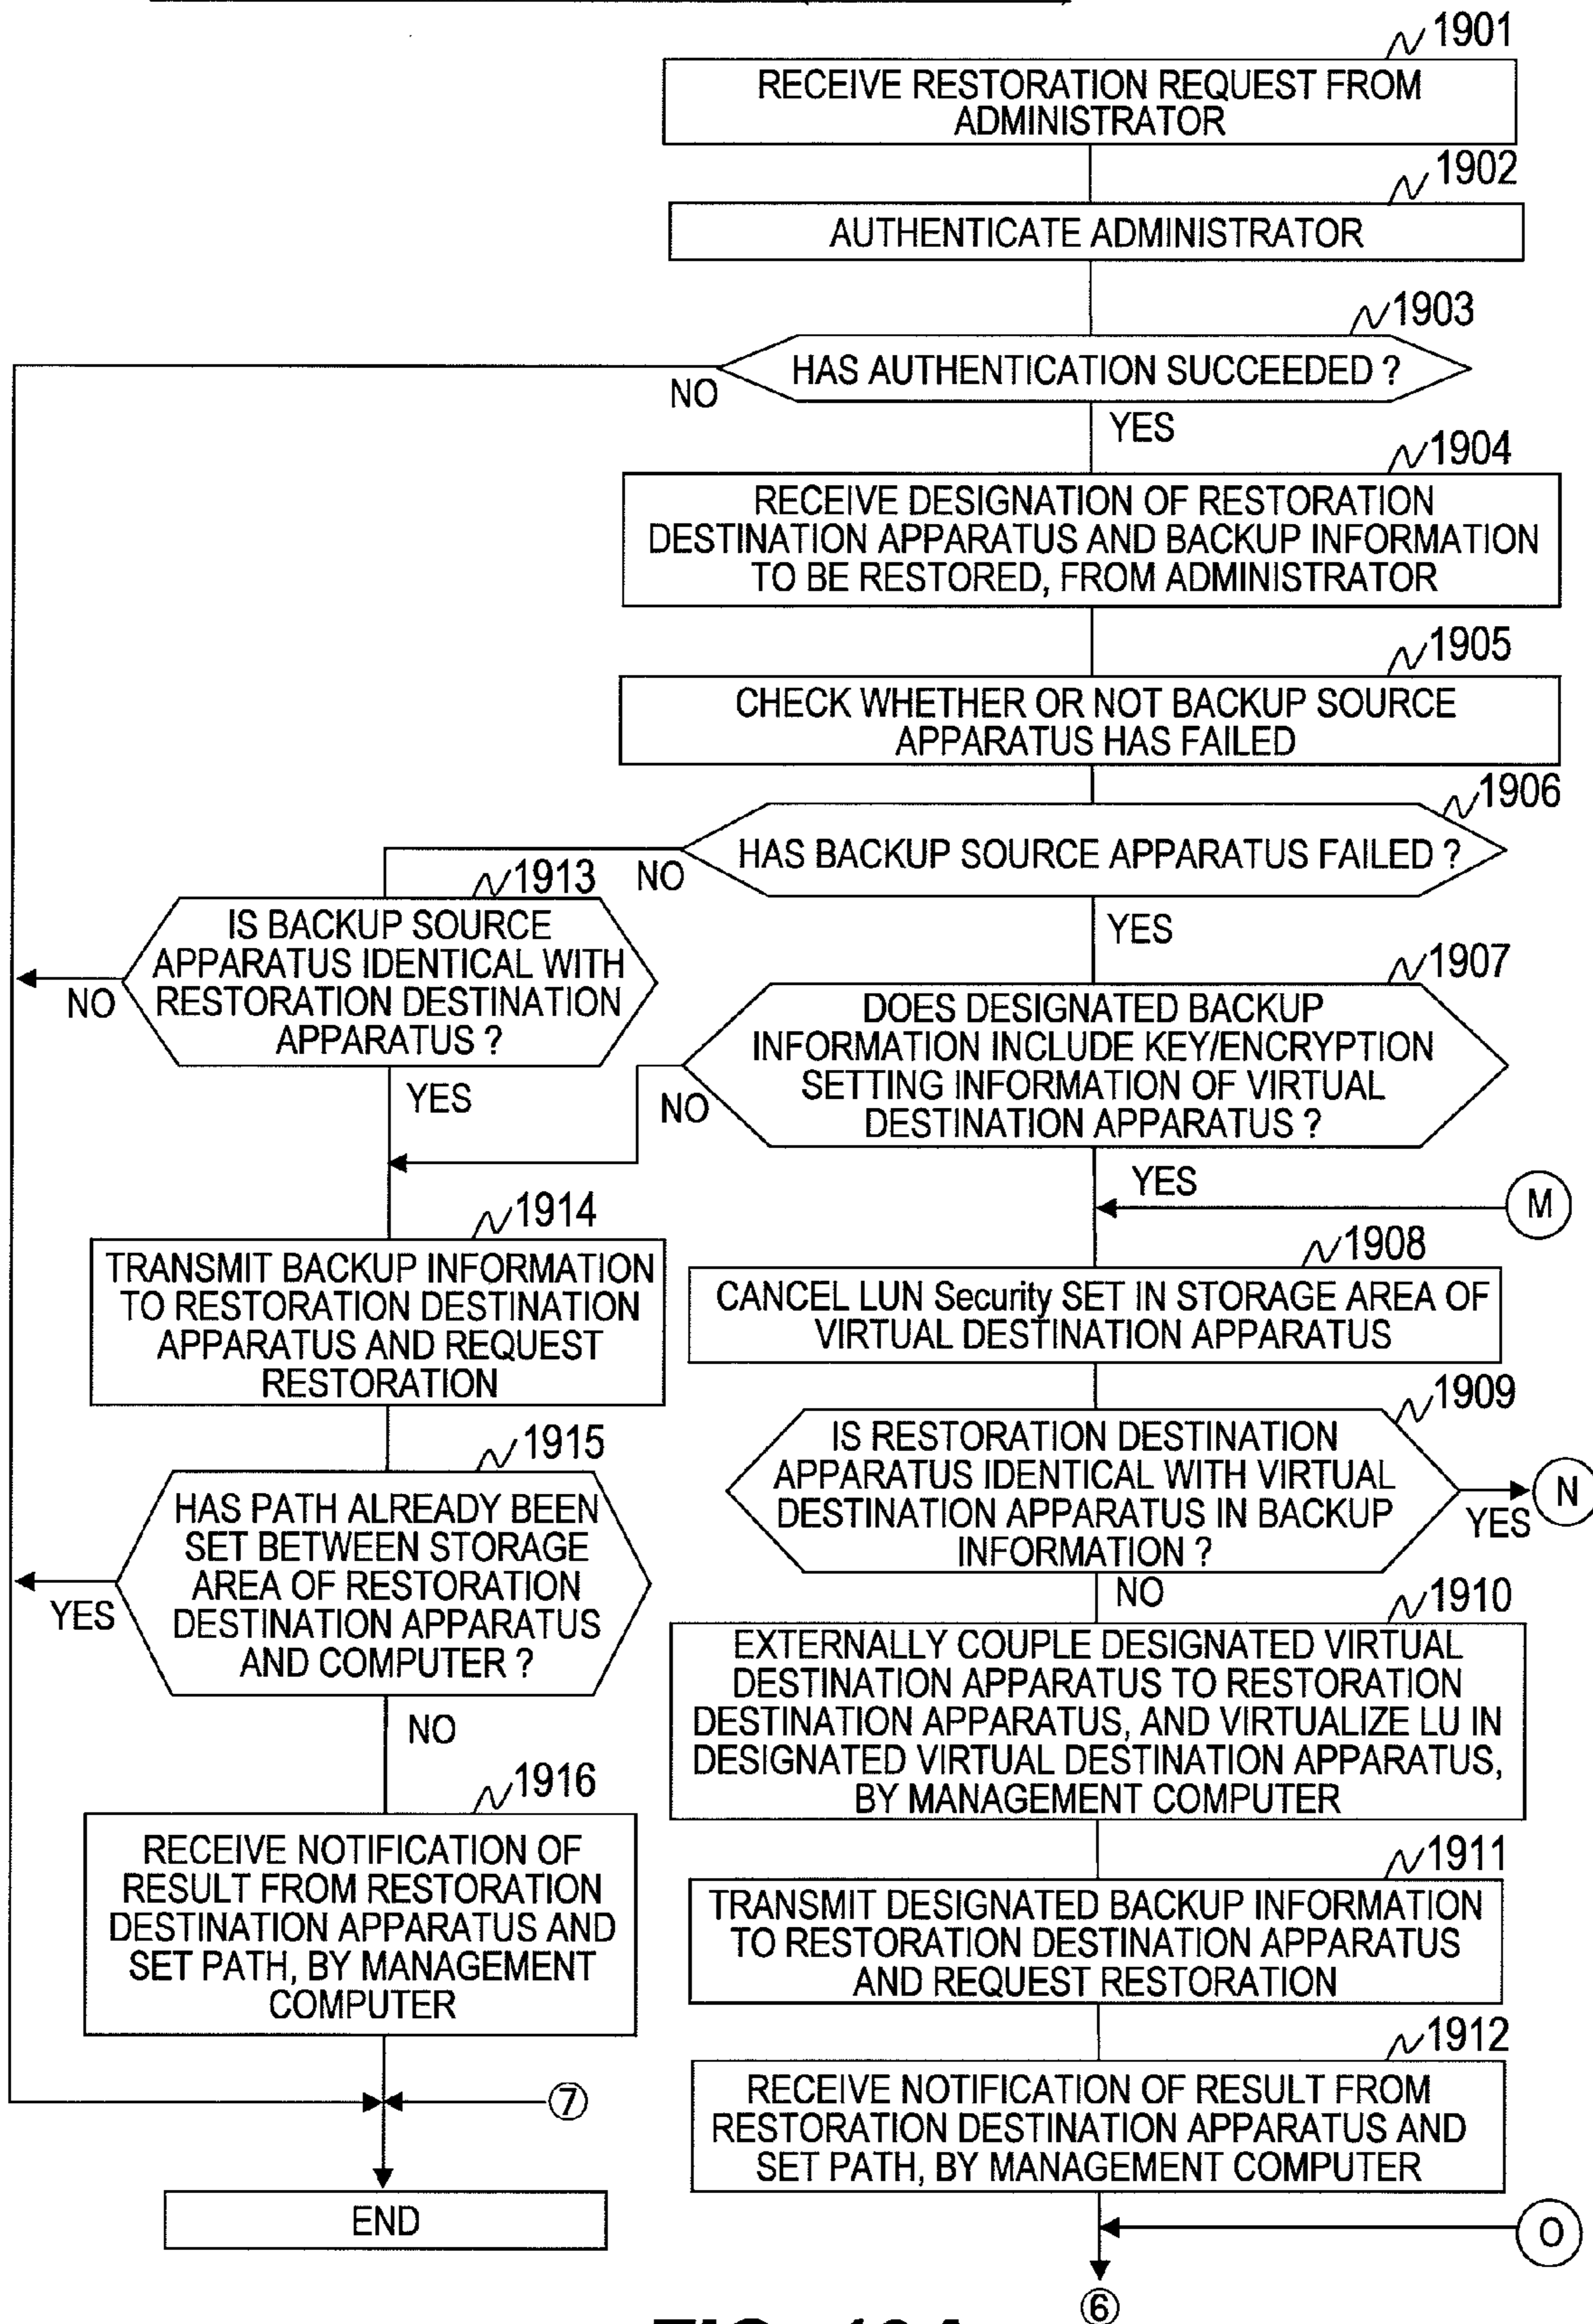 1901
RECEIVE RESTORATION REQUEST FROM
ADMINISTRATOR
1902
AUTHENTICATE ADMINISTRATOR
1903
HAS AUTHENTICATION SUCCEEDED ?
NO
YES
1904
RECEIVE DESIGNATION OF RESTORATION
DESTINATION APPARATUS AND BACKUP INFORMATION
TO BE RESTORED, FROM ADMINISTRATOR
1905
CHECK WHETHER OR NOT BACKUP SOURCE
APPARATUS HAS FAILED
1906
HAS BACKUP SOURCE APPARATUS FAILED ?
NO
YES
1913
IS BACKUP SOURCE
APPARATUS IDENTICAL WITH
RESTORATION DESTINATION
APPARATUS ?
NO
YES
1907
DOES DESIGNATED BACKUP
INFORMATION INCLUDE KEY/ENCRYPTION
SETTING INFORMATION OF VIRTUAL
DESTINATION APPARATUS ?
NO
YES
M
1914
TRANSMIT BACKUP INFORMATION
TO RESTORATION DESTINATION
APPARATUS AND REQUEST
RESTORATION
1908
CANCEL LUN Security SET IN STORAGE AREA OF
VIRTUAL DESTINATION APPARATUS
1909
IS RESTORATION DESTINATION
APPARATUS IDENTICAL WITH VIRTUAL
DESTINATION APPARATUS IN BACKUP
INFORMATION ?
YES
N
NO
1915
HAS PATH ALREADY BEEN
SET BETWEEN STORAGE
AREA OF RESTORATION
DESTINATION APPARATUS
AND COMPUTER ?
YES
NO
1910
EXTERNALLY COUPLE DESIGNATED VIRTUAL
DESTINATION APPARATUS TO RESTORATION
DESTINATION APPARATUS, AND VIRTUALIZE LU IN
DESIGNATED VIRTUAL DESTINATION APPARATUS,
BY MANAGEMENT COMPUTER
1916
RECEIVE NOTIFICATION OF
RESULT FROM RESTORATION
DESTINATION APPARATUS AND
SET PATH, BY MANAGEMENT
COMPUTER
1911
TRANSMIT DESIGNATED BACKUP INFORMATION
TO RESTORATION DESTINATION APPARATUS
AND REQUEST RESTORATION
1912
RECEIVE NOTIFICATION OF RESULT FROM
RESTORATION DESTINATION APPARATUS AND
SET PATH, BY MANAGEMENT COMPUTER
⑦
END
O
⑥